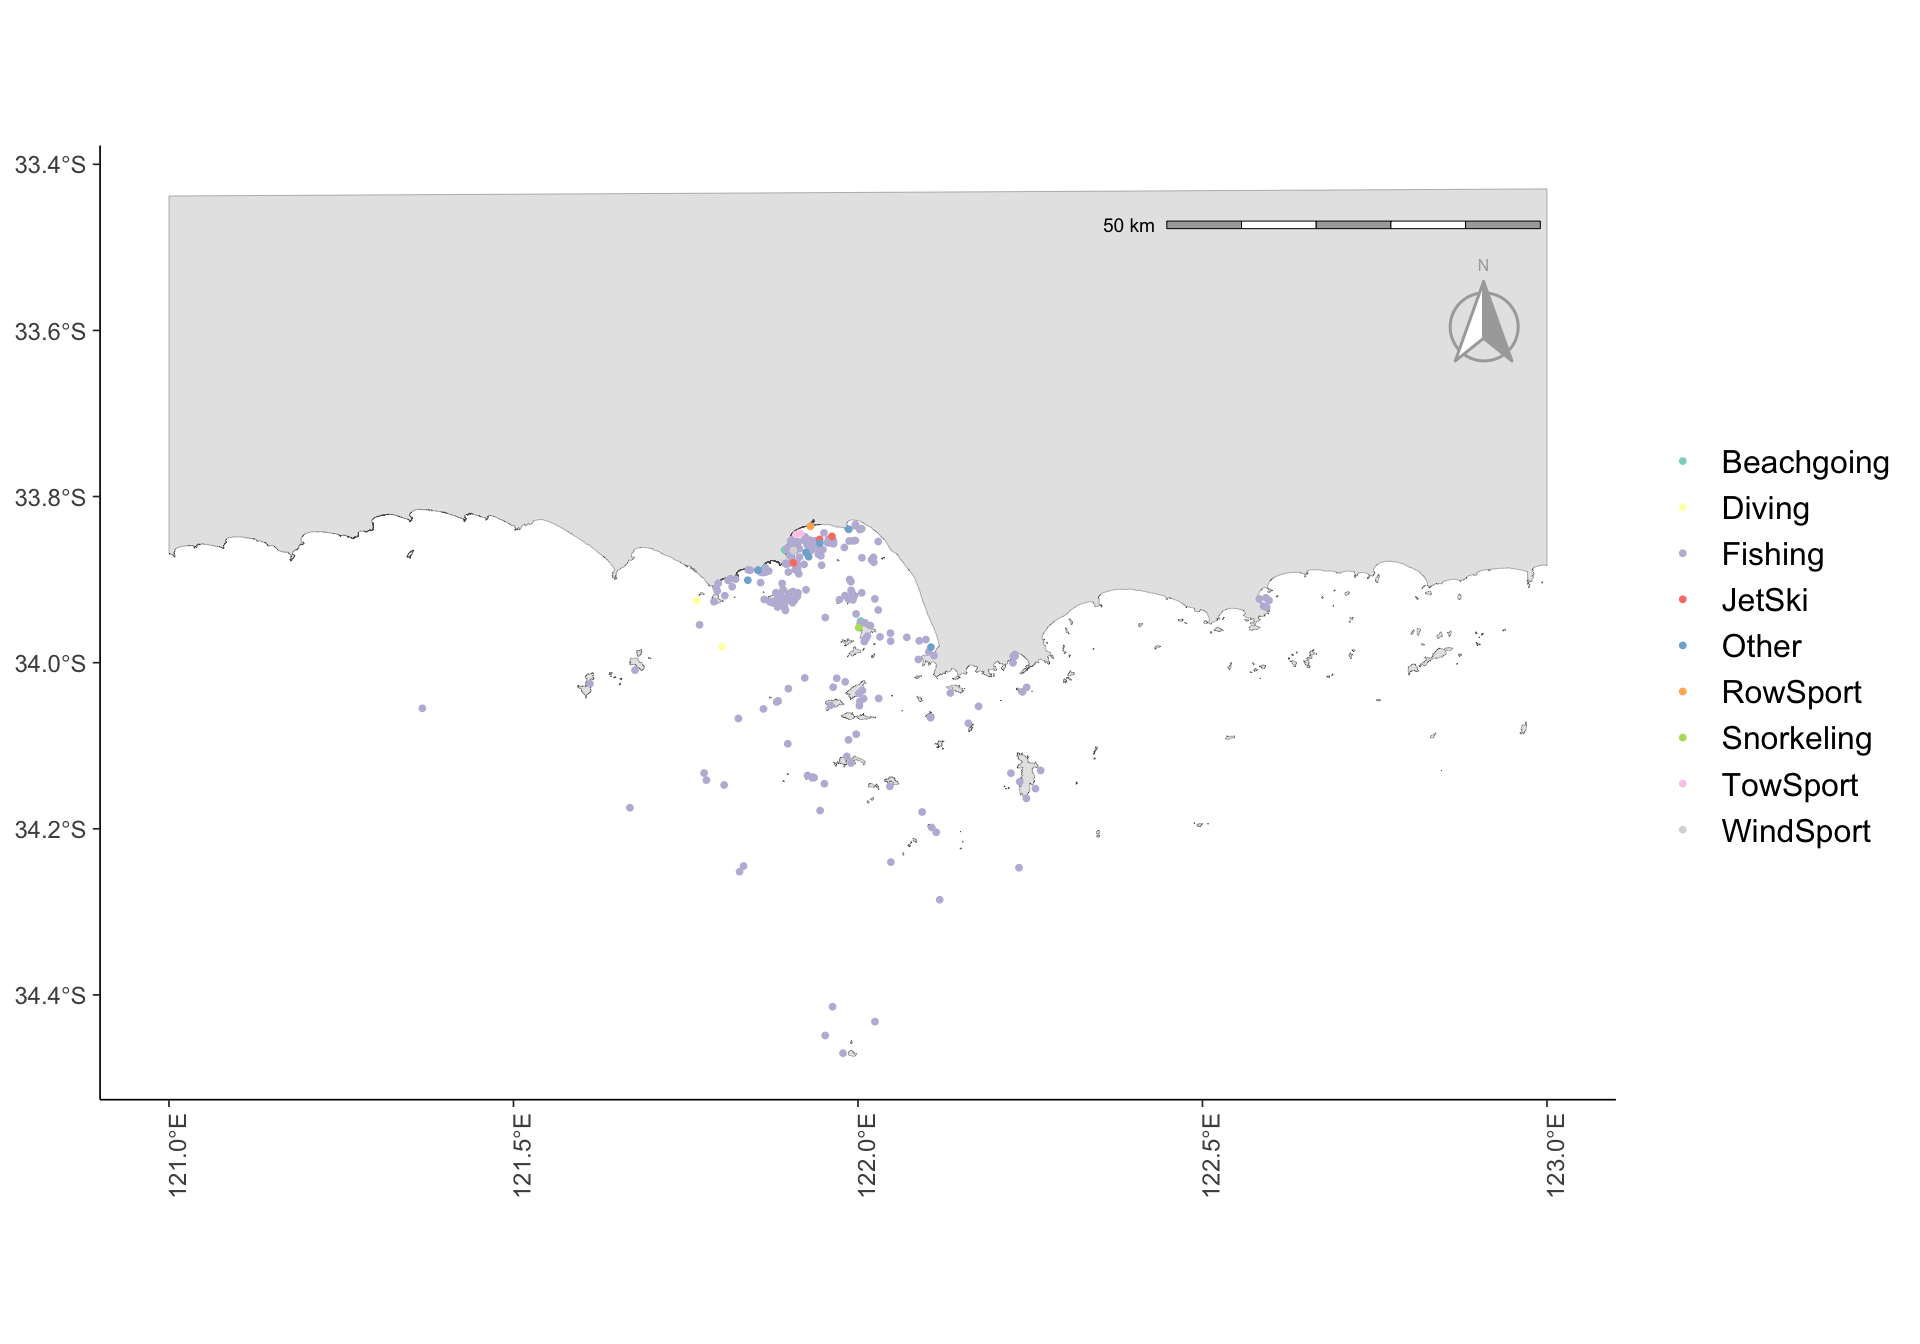 33.4°S
33.6°S
33.8°S
34.0°S
34.2°S
34.4°S
50 km
N
121.0°E
121.5°E
122.0°E
122.5°E
123.0°E
Beachgoing
Diving
Fishing
JetSki
Other
RowSport
Snorkeling
TowSport
WindSport